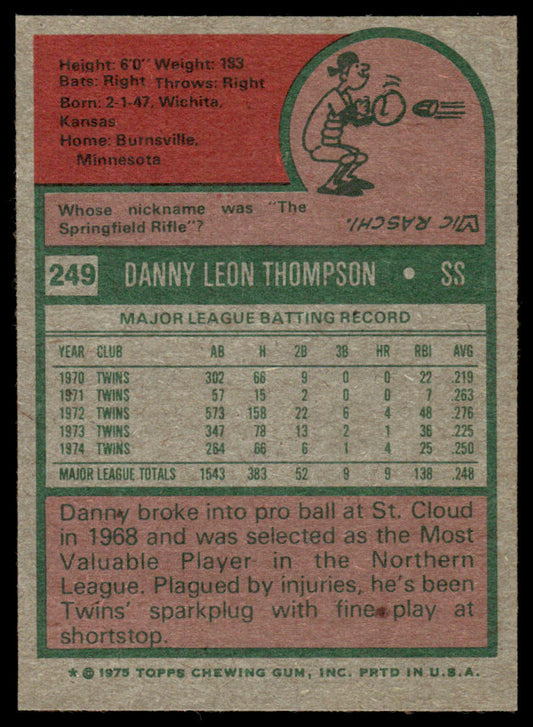 Height: 6'0" Weight: 183
Bats: Right Throws: Right
Born: 2-1-47, Wichita,
Kansas
Home: Burnsville,
Minnesota
Whose nickname was "The
Springfield Rifle"?
VIC RASCHI.
249 DANNY LEON THOMPSON • SS
MAJOR LEAGUE BATTING RECORD
YEAR CLUB AB H 2B 3B HR RBI AVG
1970 TWINS 302 66 9 0 0 22 .219
1971 TWINS 57 15 2 0 0 7 .263
1972 TWINS 573 158 22 6 4 48 .276
1973 TWINS 347 78 13 2 1 36 .225
1974 TWINS 264 66 6 1 4 25 .250
MAJOR LEAGUE TOTALS 1543 383 52 9 9 138 .248
Danny broke into pro ball at St. Cloud
in 1968 and was selected as the Most
Valuable Player in the Northern
League. Plagued by injuries, he's been
Twins' sparkplug with fine play at
shortstop.
* © 1975 TOPPS CHEWING GUM, INC. PRTD IN U.S.A.